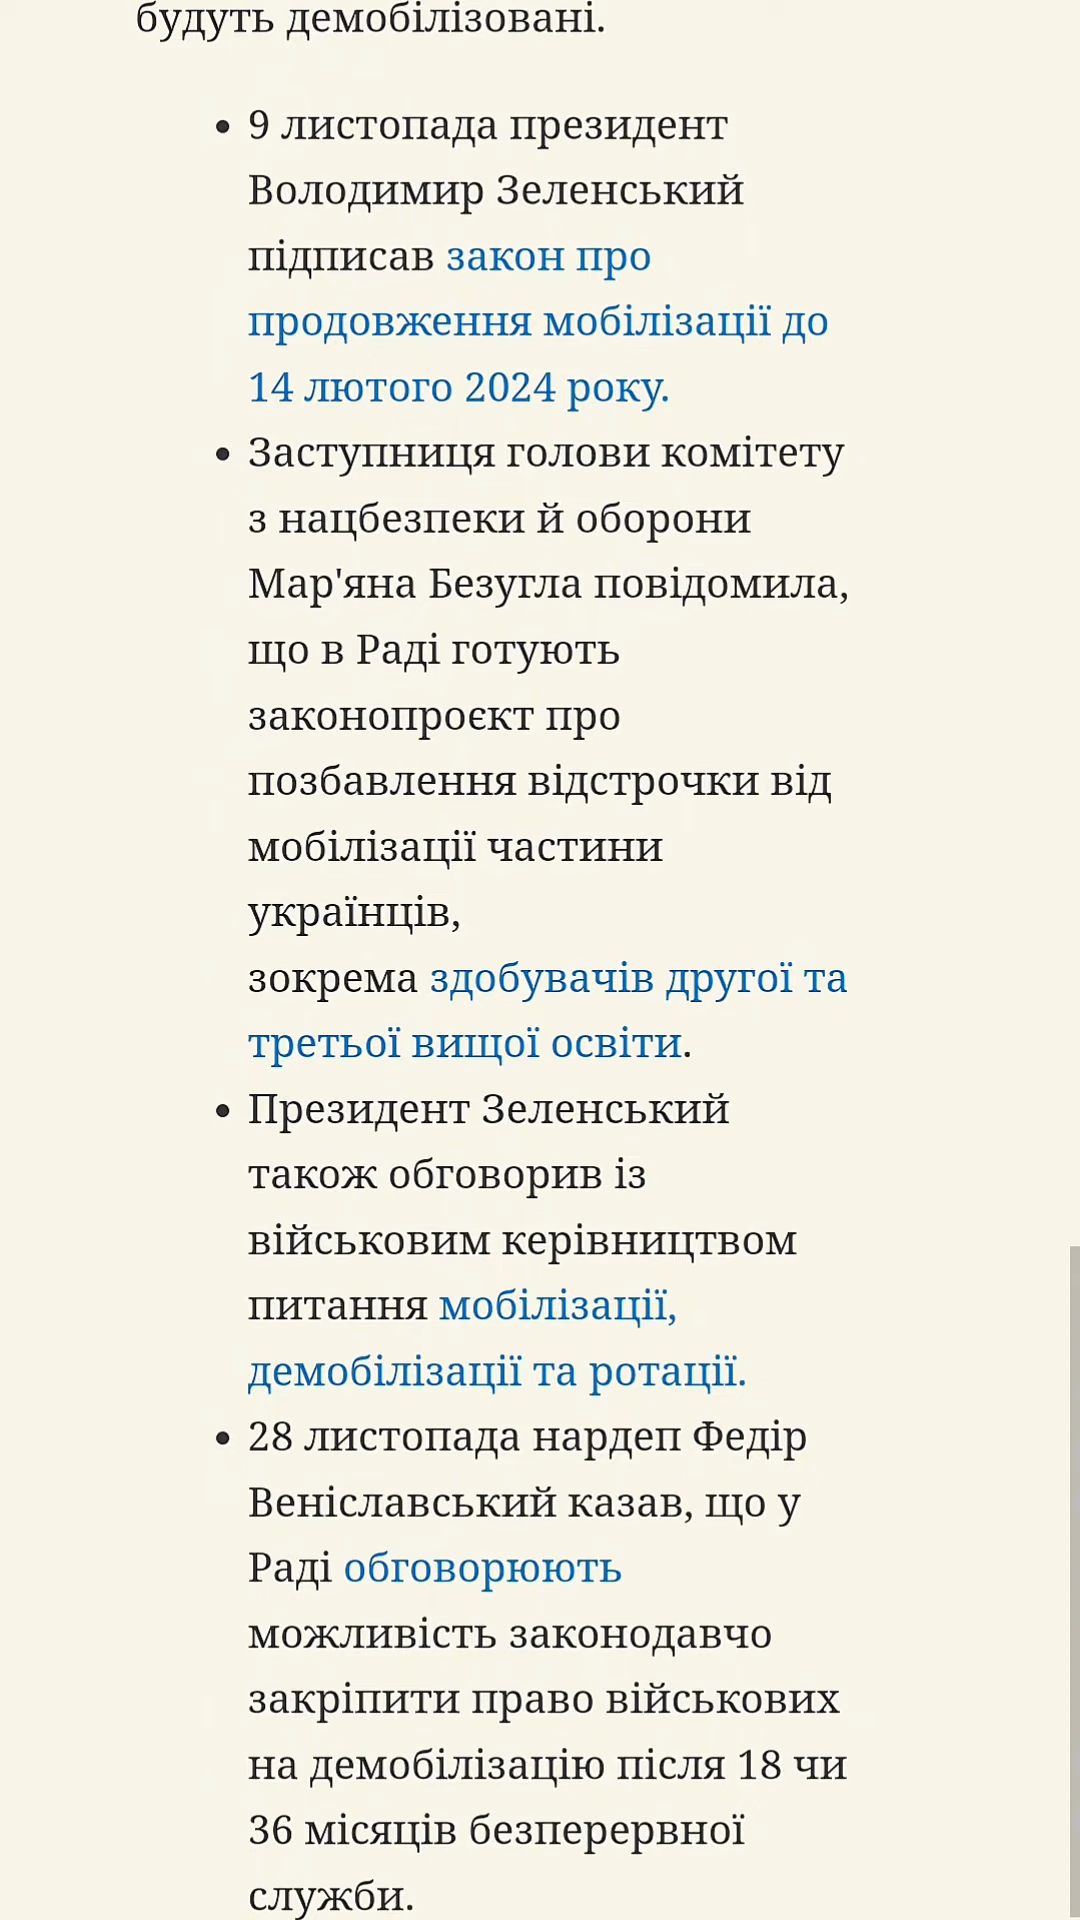 будуть демобілізовані.
• 9 листопада президент
Володимир Зеленський
підписав закон про
продовження мобілізації до
14 лютого 2024 року.
• Заступниця голови комітету
з нацбезпеки й оборони
Мар'яна Безугла повідомила,
що в Раді готують
законопроєкт про
позбавлення відстрочки від
мобілізації частини
українців,
зокрема здобувачів другої та
третьої вищої освіти.
• Президент Зеленський
також обговорив із
військовим керівництвом
питання мобілізації,
демобілізації та ротації.
• 28 листопада нардеп Федір
Веніславський казав, що у
Раді обговорюють
можливість законодавчо
закріпити право військових
на демобілізацію після 18 чи
36 місяців безперервної
служби.